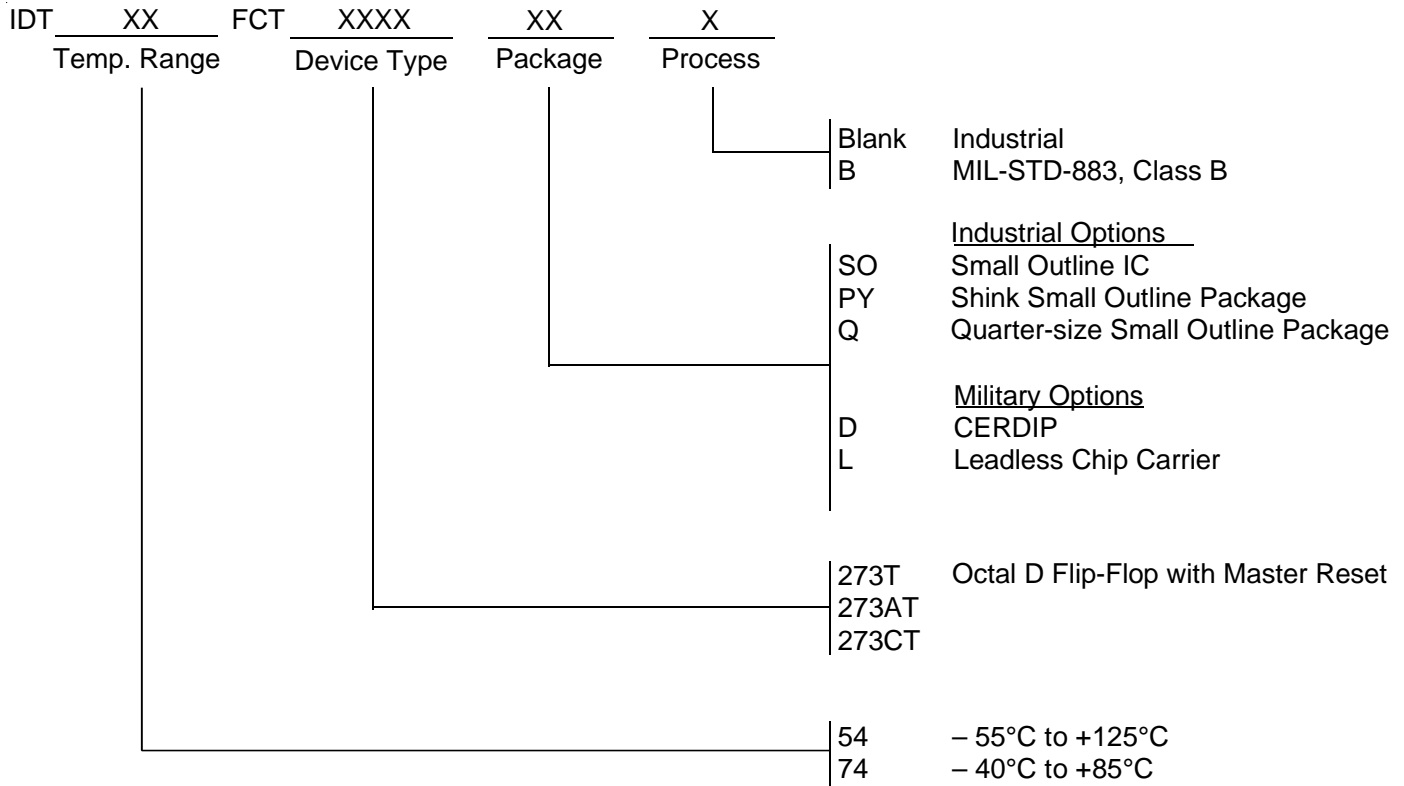 IDT XX FCT XXXX XX X
Temp. Range Device Type Package Process
Blank Industrial
B MIL-STD-883, Class B
Industrial Options
SO Small Outline IC
PY Shink Small Outline Package
Q Quarter-size Small Outline Package
Military Options
D CERDIP
L Leadless Chip Carrier
273T Octal D Flip-Flop with Master Reset
273AT
273CT
54 – 55°C to +125°C
74 – 40°C to +85°C